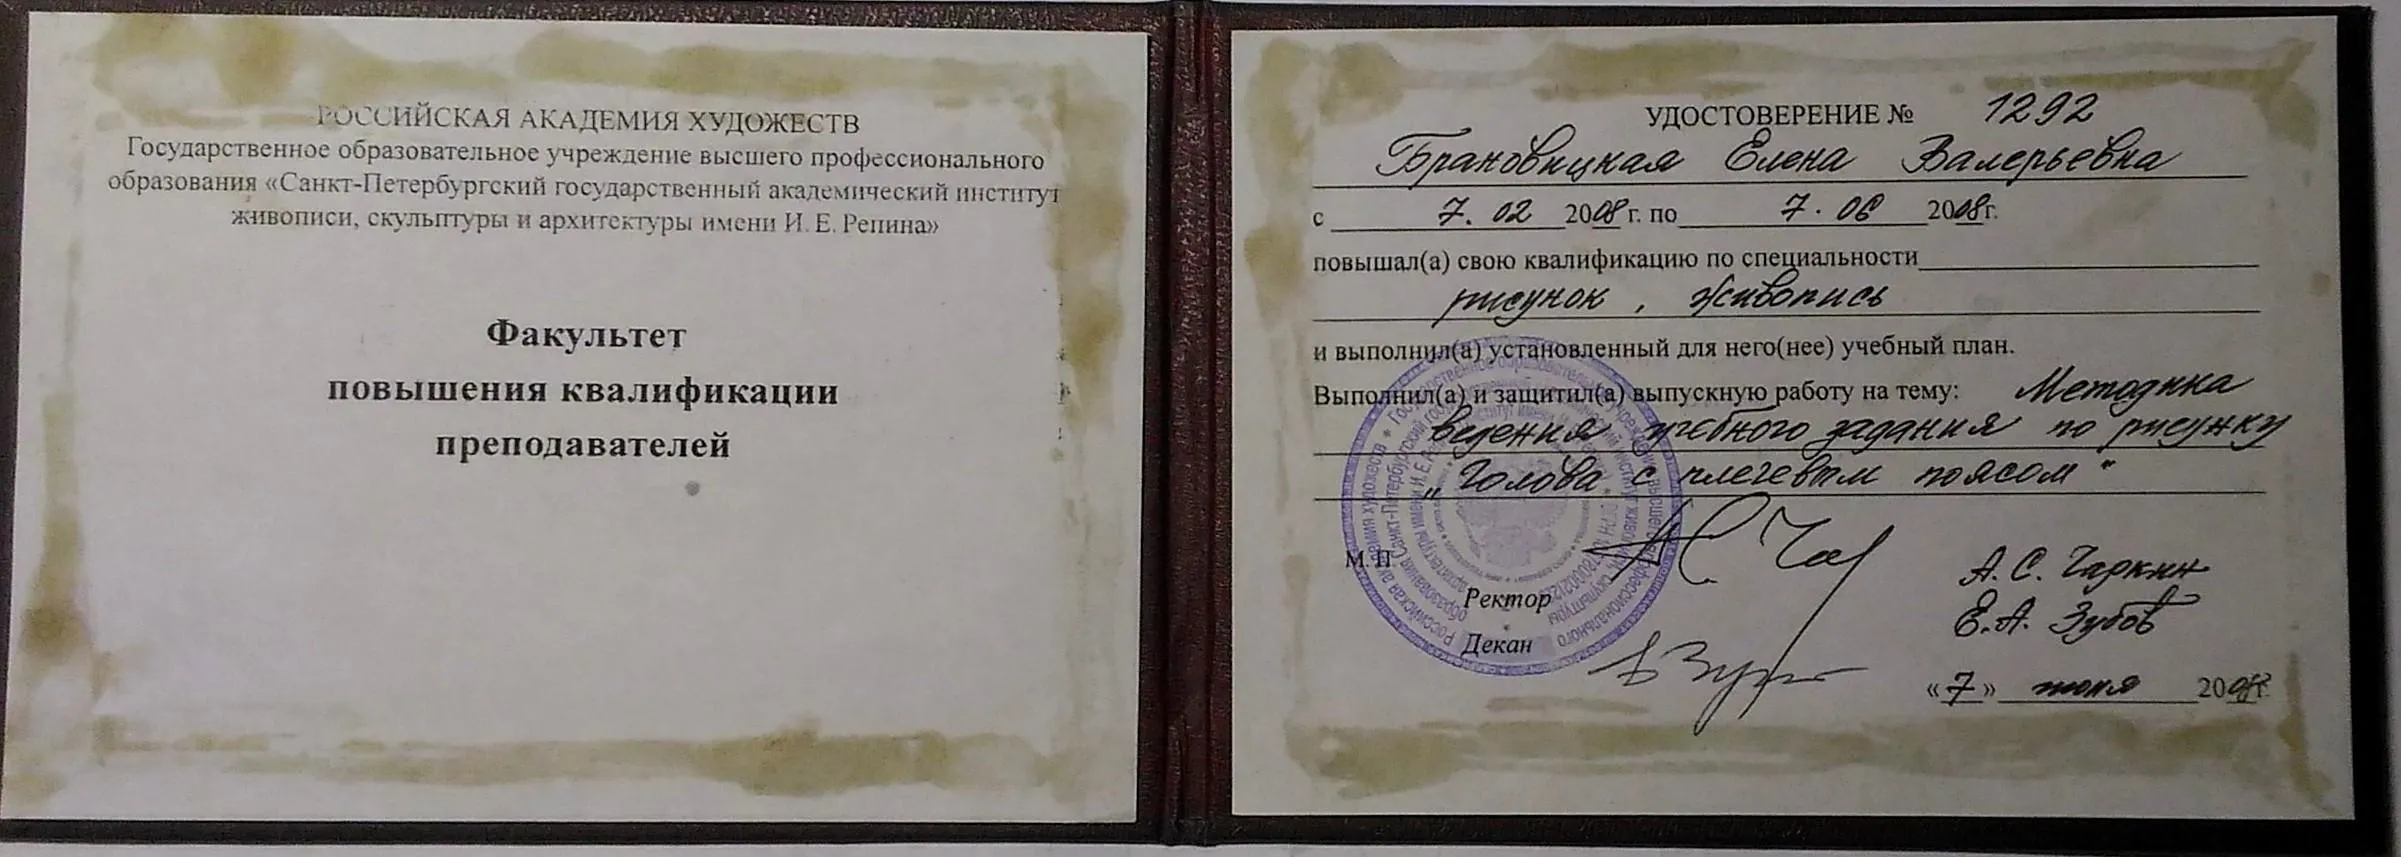 РОССИЙСКАЯ АКАДЕМИЯ ХУДОЖЕСТВ
Государственное образовательное учреждение высшего профессионального
образования «Санкт-Петербургский государственный академический институт
живописи, скульптуры и архитектуры имени И. Е. Репина»
Факультет
повышения квалификации
преподавателей
УДОСТОВЕРЕНИЕ № 1292
Брановицкая Елена Валерьевна
с 7.02 2008 г. по 7.06 2008г.
повышал(а) свою квалификацию по специальности
рисунок, живопись
и выполнил(а) установленный для него(нее) учебный план.
Выполнил(а) и защитил(а) выпускную работу на тему: Методика
ведения учебного задания по рисунку
„Голова с плечевым поясом"
М. П.
Ректор А.С. Чаркин
Декан Е.А. Зубов
«7» июня 2008г.